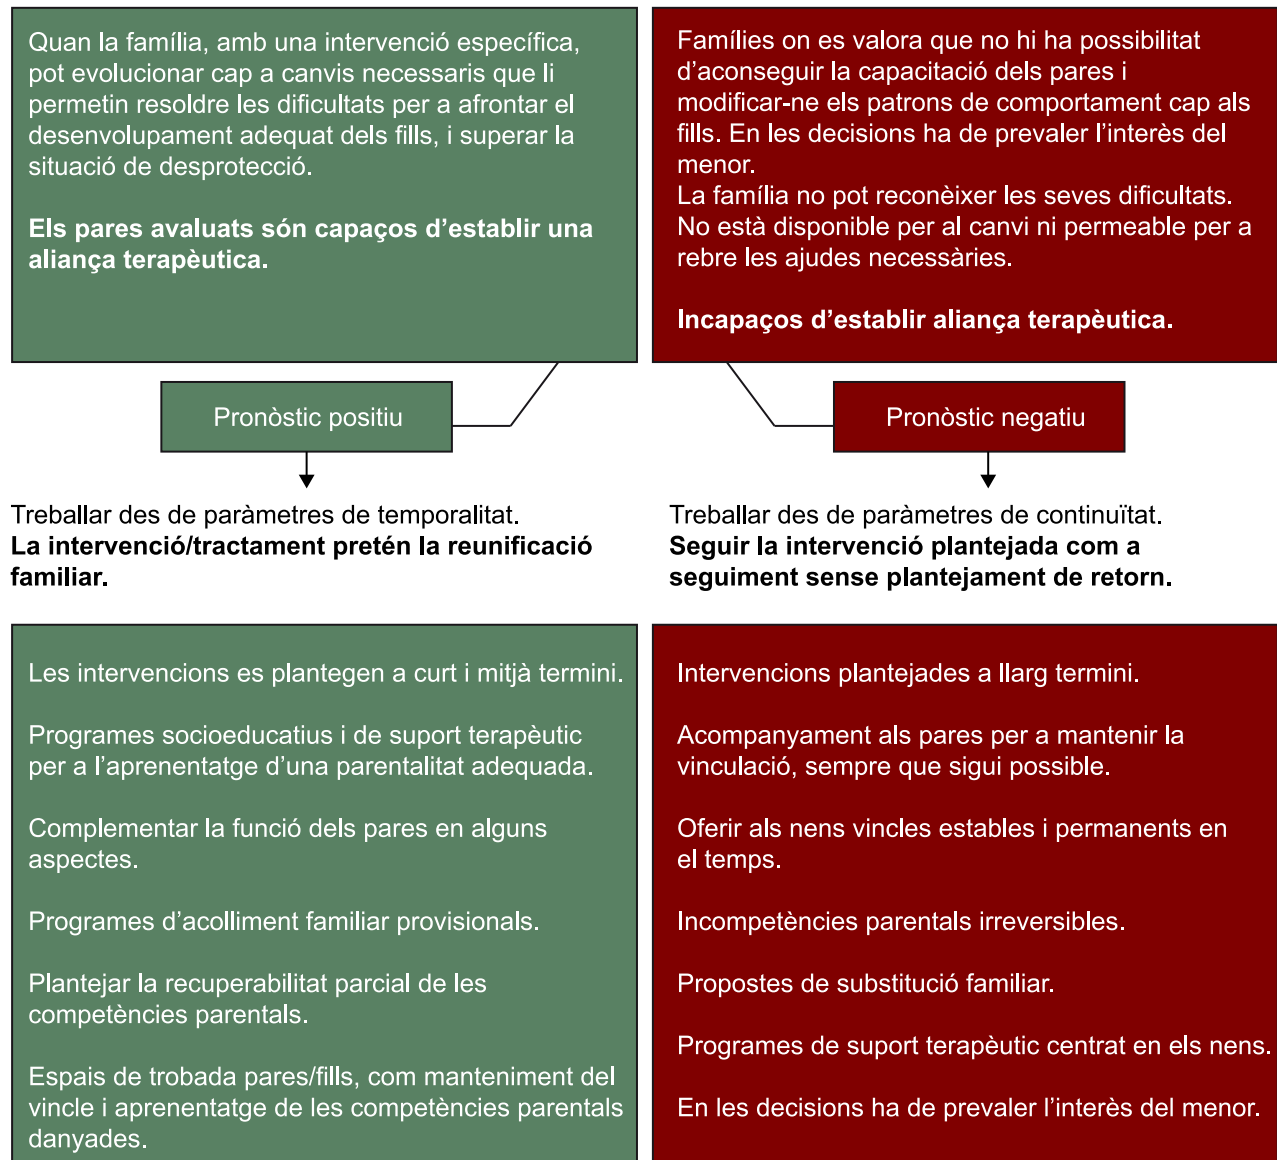 Quan la família, amb una intervenció específica,
pot evolucionar cap a canvis necessaris que li
permetin resoldre les dificultats per a afrontar el
desenvolupament adequat dels fills, i superar la
situació de desprotecció.
Els pares avaluats són capaços d’establir una
aliança terapèutica.
Famílies on es valora que no hi ha possibilitat
d’aconseguir la capacitació dels pares i
modificar-ne els patrons de comportament cap als
fills. En les decisions ha de prevaler l’interès del
menor.
La família no pot reconèixer les seves dificultats.
No està disponible per al canvi ni permeable per a
rebre les ajudes necessàries.
Incapaços d’establir aliança terapèutica.
Pronòstic positiu
Pronòstic negatiu
Treballar des de paràmetres de temporalitat.
La intervenció/tractament pretén la reunificació
familiar.
Treballar des de paràmetres de continuïtat.
Seguir la intervenció plantejada com a
seguiment sense plantejament de retorn.
Les intervencions es plantegen a curt i mitjà termini.
Programes socioeducatius i de suport terapèutic
per a l’aprenentatge d’una parentalitat adequada.
Complementar la funció dels pares en alguns
aspectes.
Programes d’acolliment familiar provisionals.
Plantejar la recuperabilitat parcial de les
competències parentals.
Espais de trobada pares/fills, com manteniment del
vincle i aprenentatge de les competències parentals
danyades.
Intervencions plantejades a llarg termini.
Acompanyament als pares per a mantenir la
vinculació, sempre que sigui possible.
Oferir als nens vincles estables i permanents en
el temps.
Incompetències parentals irreversibles.
Propostes de substitució familiar.
Programes de suport terapèutic centrat en els nens.
En les decisions ha de prevaler l’interès del menor.